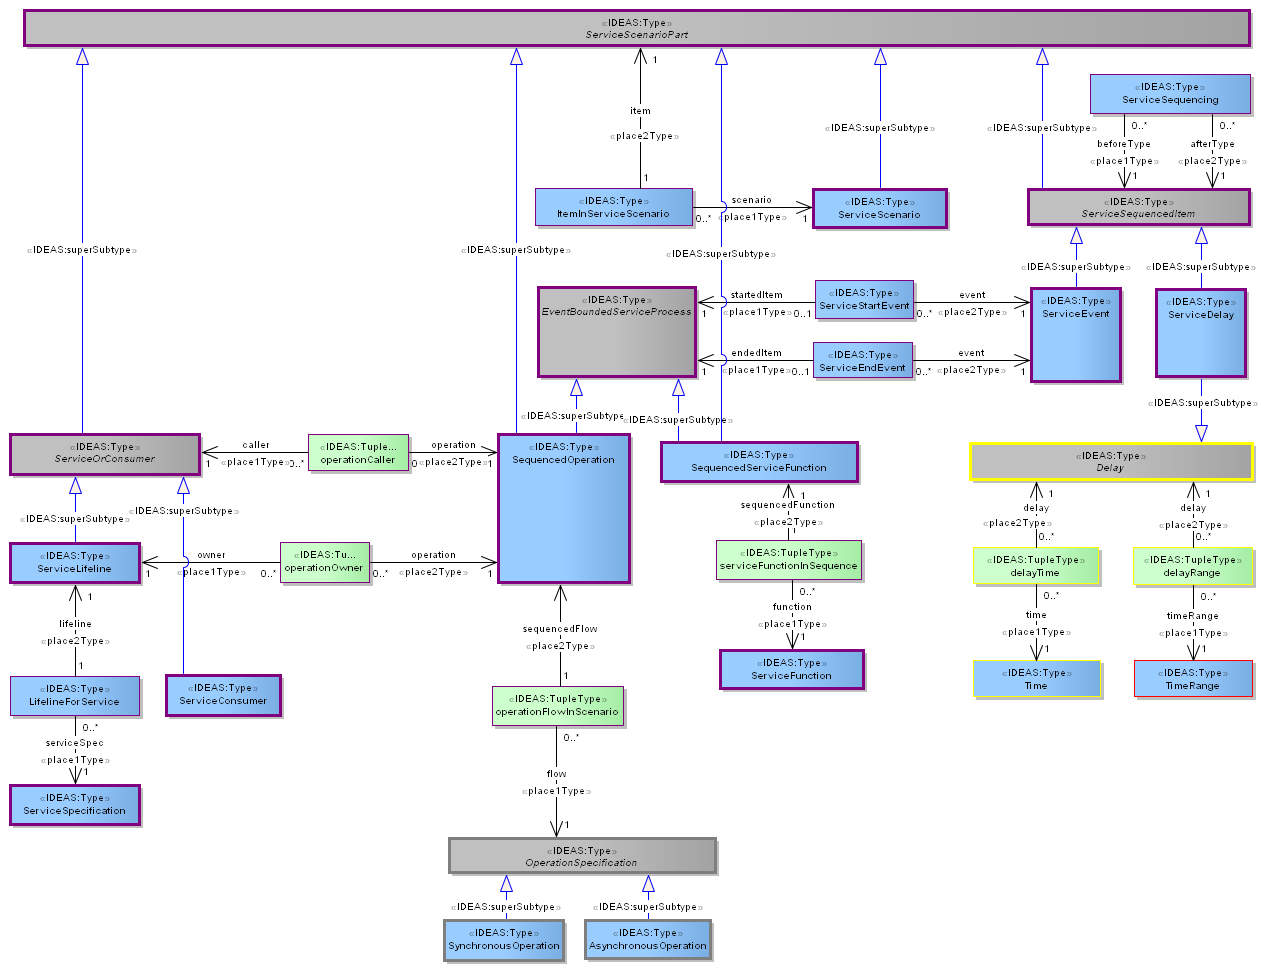 «IDEAS:Type»
ServiceScenarioPart
«IDEAS:Type»
ServiceSequencing
1
item
«place2Type»
1
«IDEAS:superSubtype»
«IDEAS:superSubtype»
0..*
0..*
beforeType
afterType
«place1Type»
«place2Type»
1
1
«IDEAS:Type»
ItemInServiceScenario
scenario
0..*
«place1Type»
1
«IDEAS:Type»
ServiceScenario
«IDEAS:Type»
ServiceSequencedItem
«IDEAS:superSubtype»
«IDEAS:superSubtype»
«IDEAS:superSubtype»
«IDEAS:superSubtype»
«IDEAS:superSubtype»
«IDEAS:Type»
EventBoundedServiceProcess
startedItem
1
«place1Type»
0..1
«IDEAS:Type»
ServiceStartEvent
event
0..*
«place2Type»
1
«IDEAS:Type»
ServiceEvent
«IDEAS:Type»
ServiceDelay
endedItem
1
«place1Type»
0..1
«IDEAS:Type»
ServiceEndEvent
event
0..*
«place2Type»
1
«IDEAS:superSubtype
«IDEAS:superSubtype»
«IDEAS:superSubtype»
«IDEAS:Type»
ServiceOrConsumer
caller
1
«place1Type»
0..*
«IDEAS:Tuple...
operationCaller
operation
0
«place2Type»
1
«IDEAS:Type»
SequencedOperation
«IDEAS:Type»
SequencedServiceFunction
«IDEAS:Type»
Delay
«IDEAS:superSubtype»
«IDEAS:superSubtype»
1
sequencedFunction
«place2Type»
1
delay
«place2Type»
0..*
1
delay
«place2Type»
0..*
«IDEAS:Type»
ServiceLifeline
owner
1
«place1Type»
0..*
«IDEAS:Tu...
operationOwner
operation
0..*
«place2Type»
1
«IDEAS:TupleType»
serviceFunctionInSequence
«IDEAS:TupleType»
delayTime
«IDEAS:TupleType»
delayRange
1
lifeline
«place2Type»
1
sequencedFlow
«place2Type»
1
0..*
function
«place1Type»
1
0..*
time
«place1Type»
1
0..*
timeRange
«place1Type»
1
«IDEAS:Type»
LifelineForService
«IDEAS:Type»
ServiceConsumer
«IDEAS:TupleType»
operationFlowInScenario
«IDEAS:Type»
ServiceFunction
«IDEAS:Type»
Time
«IDEAS:Type»
TimeRange
0..*
serviceSpec
«place1Type»
1
0..*
flow
«place1Type»
1
«IDEAS:Type»
ServiceSpecification
«IDEAS:Type»
OperationSpecification
«IDEAS:superSubtype»
«IDEAS:superSubtype»
«IDEAS:Type»
SynchronousOperation
«IDEAS:Type»
AsynchronousOperation